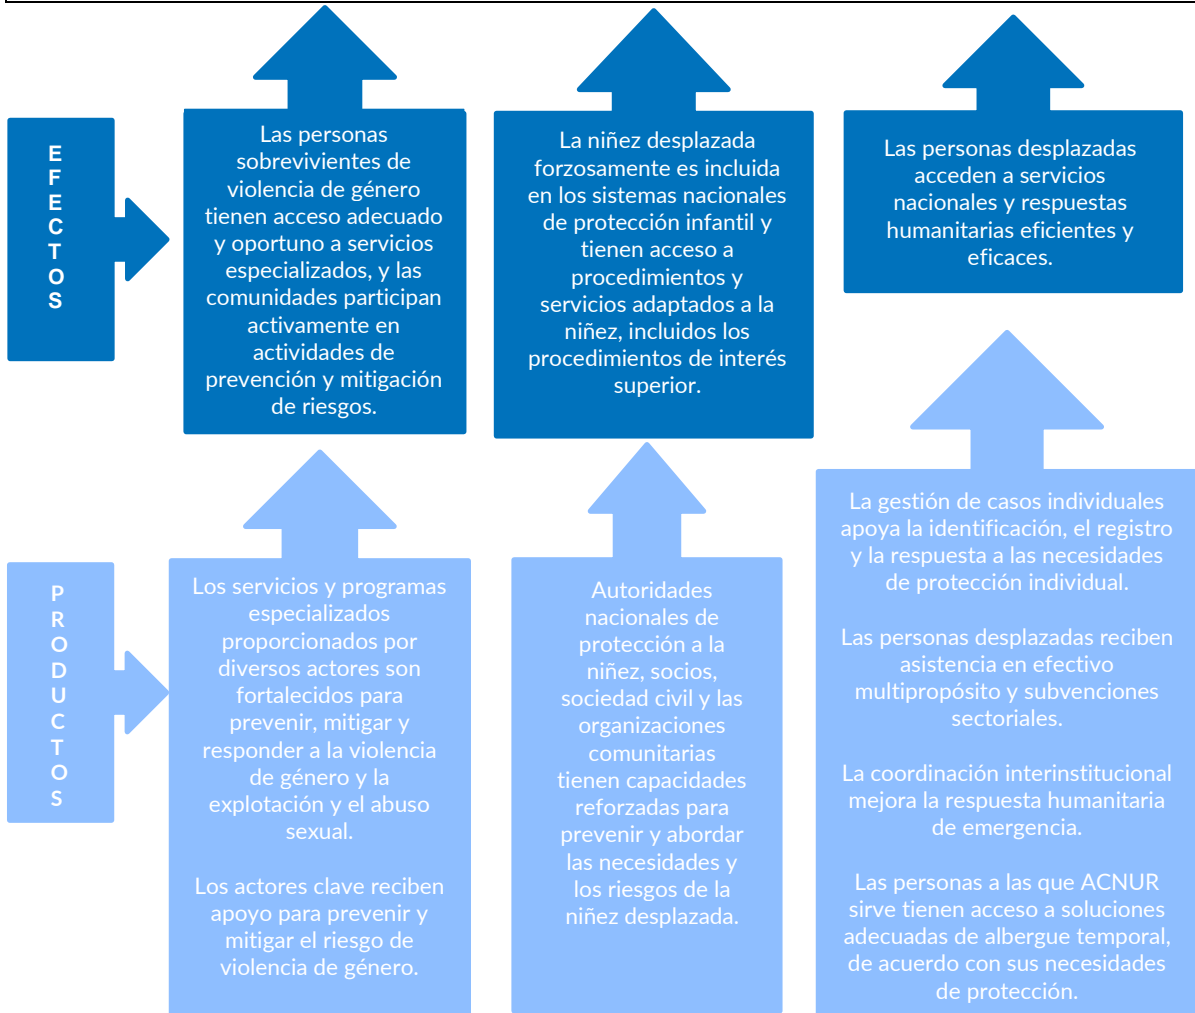 EFECTOS
Las personas
sobrevivientes de
violencia de género
tienen acceso adecuado
y oportuno a servicios
especializados, y las
comunidades participan
activamente en
actividades de
prevención y mitigación
de riesgos.
La niñez desplazada
forzosamente es incluida
en los sistemas nacionales
de protección infantil y
tienen acceso a
procedimientos y
servicios adaptados a la
niñez, incluidos los
procedimientos de interés
superior.
Las personas desplazadas
acceden a servicios
nacionales y respuestas
humanitarias eficientes y
eficaces.
PRODUCTOS
Los servicios y programas
especializados
proporcionados por
diversos actores son
fortalecidos para
prevenir, mitigar y
responder a la violencia
de género y la
explotación y el abuso
sexual.
Los actores clave reciben
apoyo para prevenir y
mitigar el riesgo de
violencia de género.
Autoridades
nacionales de
protección a la
niñez, socios,
sociedad civil y las
organizaciones
comunitarias
tienen capacidades
reforzadas para
prevenir y abordar
las necesidades y
los riesgos de la
niñez desplazada.
La gestión de casos individuales
apoya la identificación, el registro
y la respuesta a las necesidades
de protección individual.
Las personas desplazadas reciben
asistencia en efectivo
multipropósito y subvenciones
sectoriales.
La coordinación interinstitucional
mejora la respuesta humanitaria
de emergencia.
Las personas a las que ACNUR
sirve tienen acceso a soluciones
adecuadas de albergue temporal,
de acuerdo con sus necesidades
de protección.